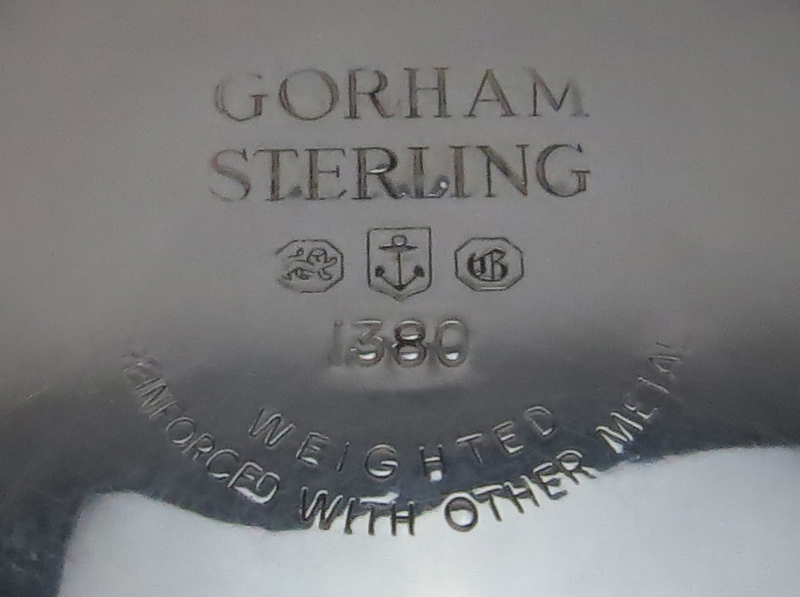 GORHAM
STERLING
G
1380
WEIGHTED
REINFORCED WITH OTHER METAL